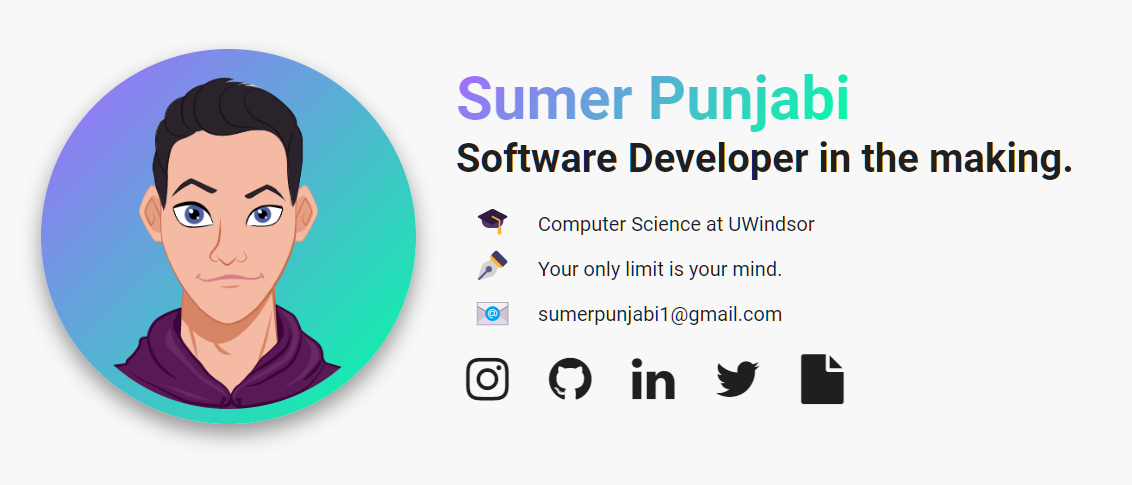 Sumer Punjabi
Software Developer in the making.
Computer Science at UWindsor
Your only limit is your mind.
sumerpunjabi1@gmail.com